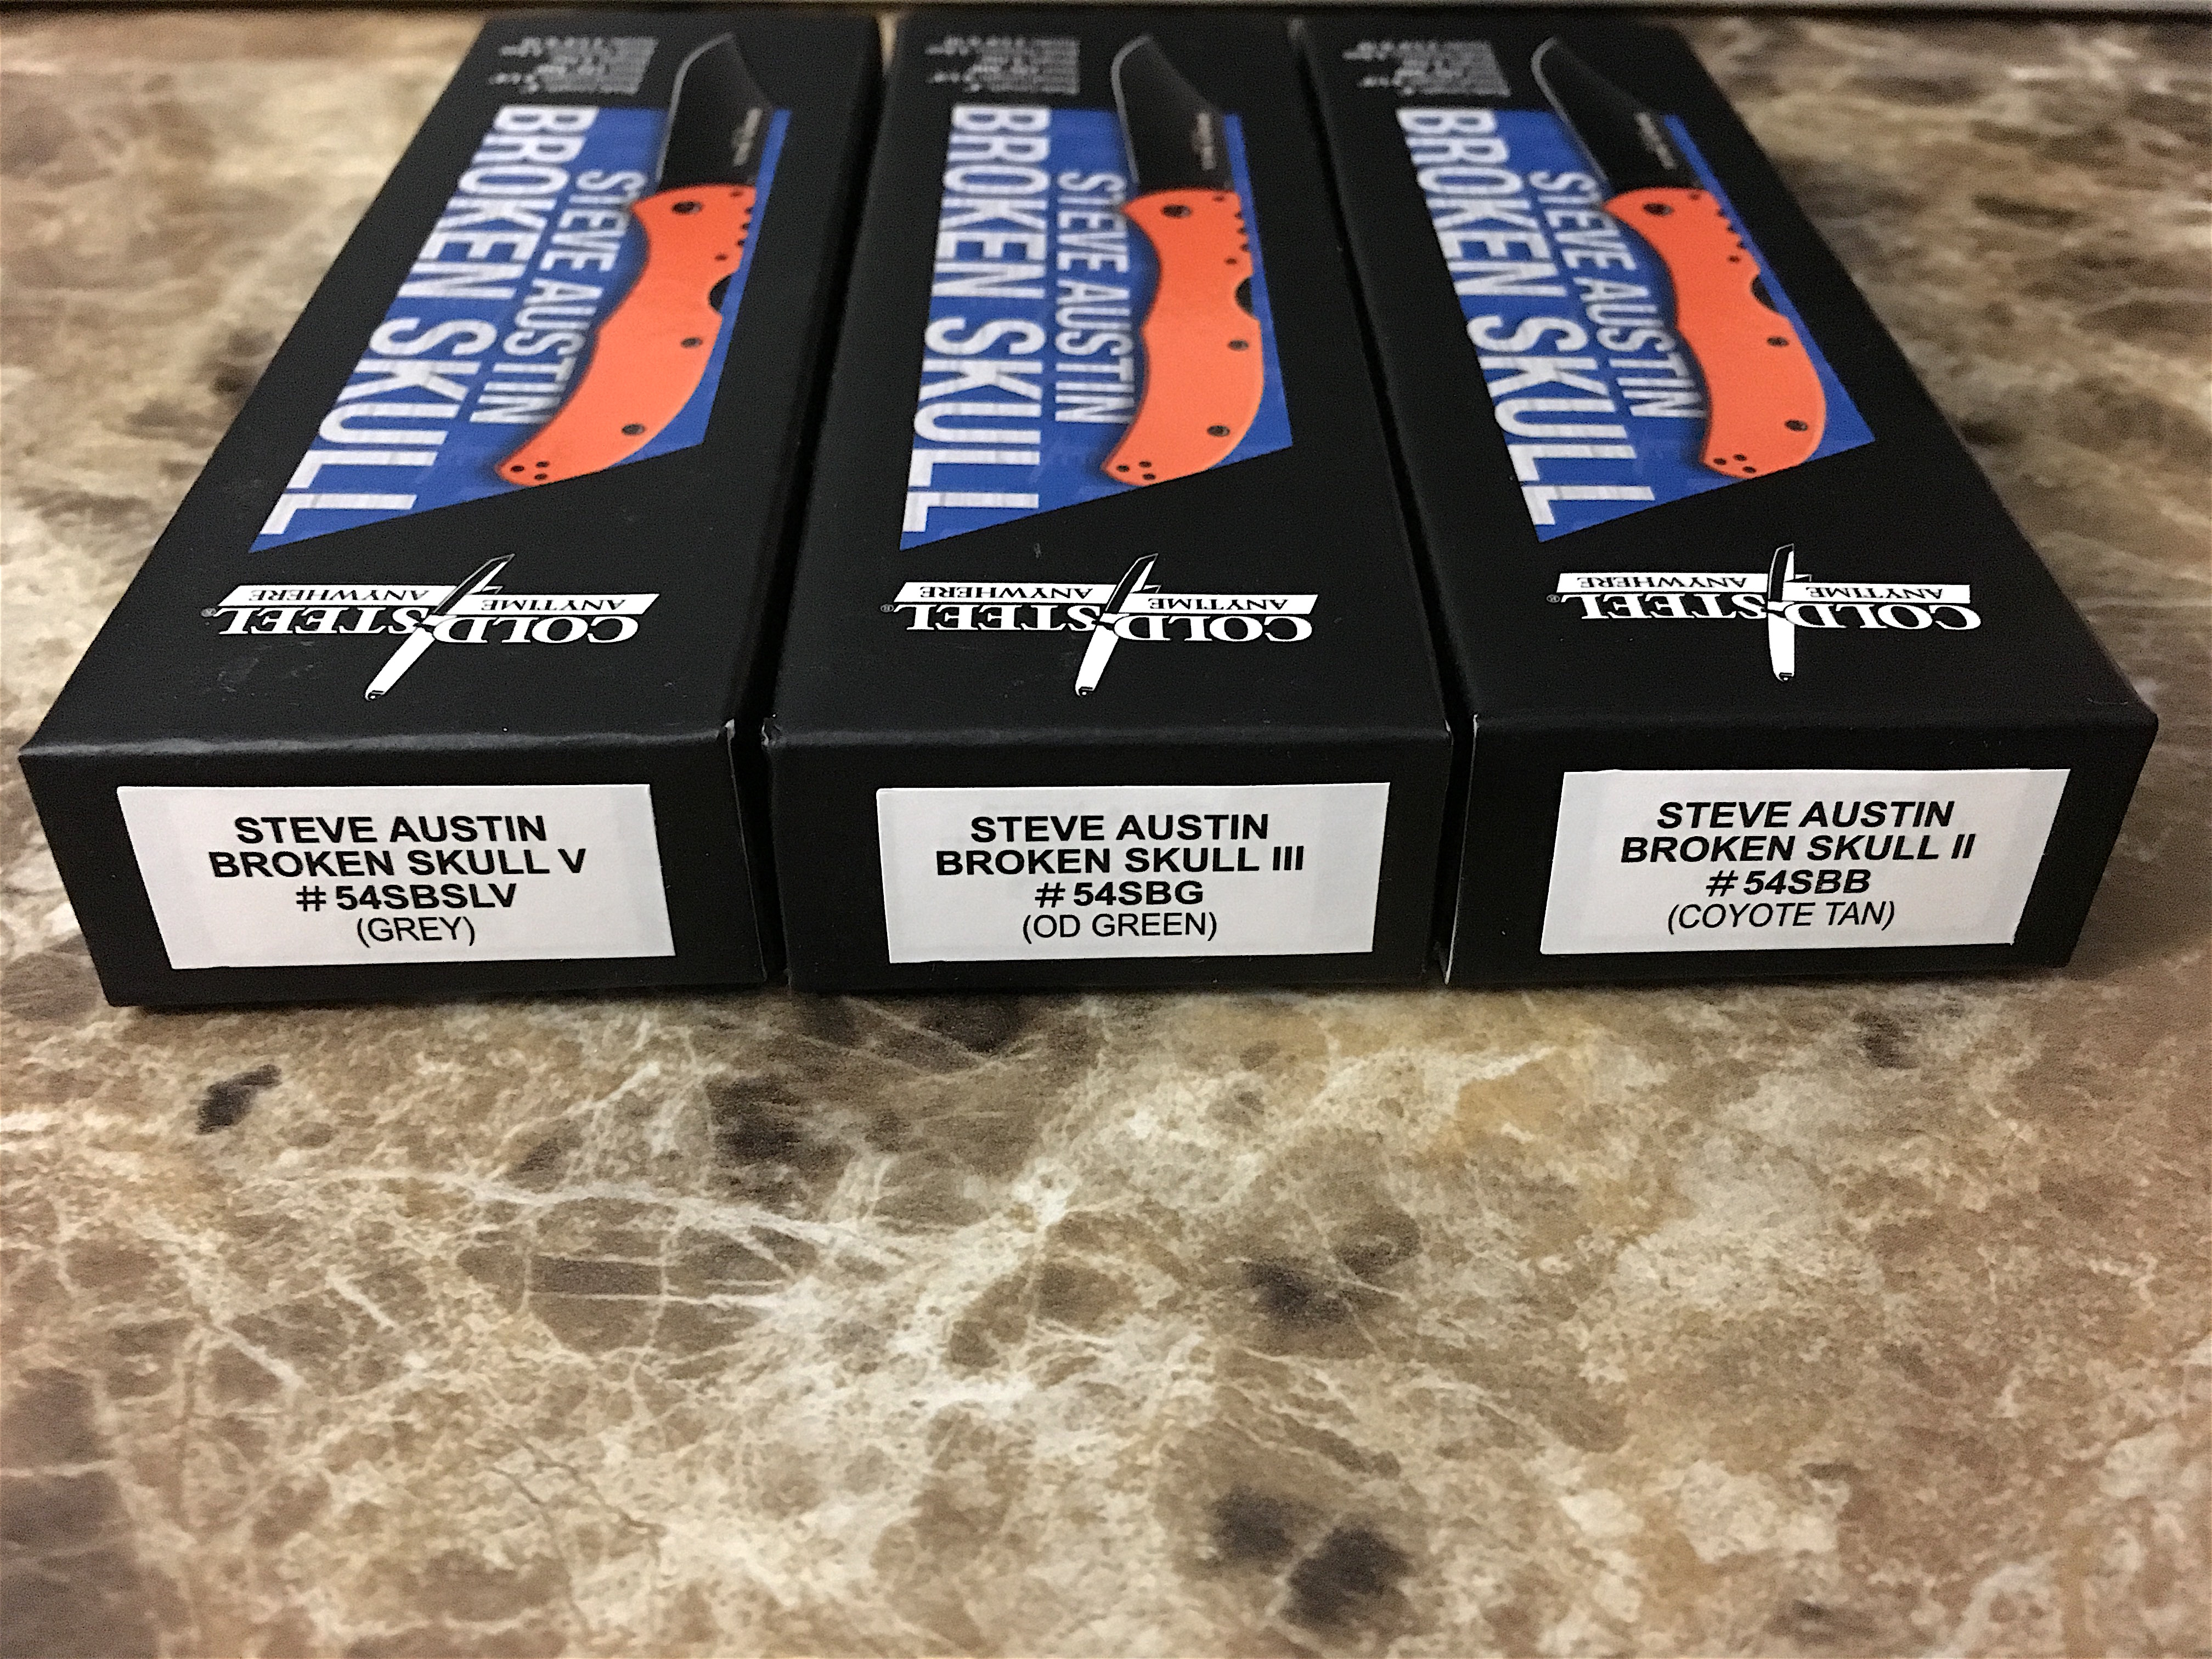 STEVE AUSTIN
BROKEN SKULL
COLD STEEL®
ANYTIME ANYWHERE
STEVE AUSTIN
BROKEN SKULL V
#54SBSLV
(GREY)
STEVE AUSTIN
BROKEN SKULL
COLD STEEL®
ANYTIME ANYWHERE
STEVE AUSTIN
BROKEN SKULL III
#54SBG
(OD GREEN)
STEVE AUSTIN
BROKEN SKULL
COLD STEEL®
ANYTIME ANYWHERE
STEVE AUSTIN
BROKEN SKULL II
#54SBB
(COYOTE TAN)